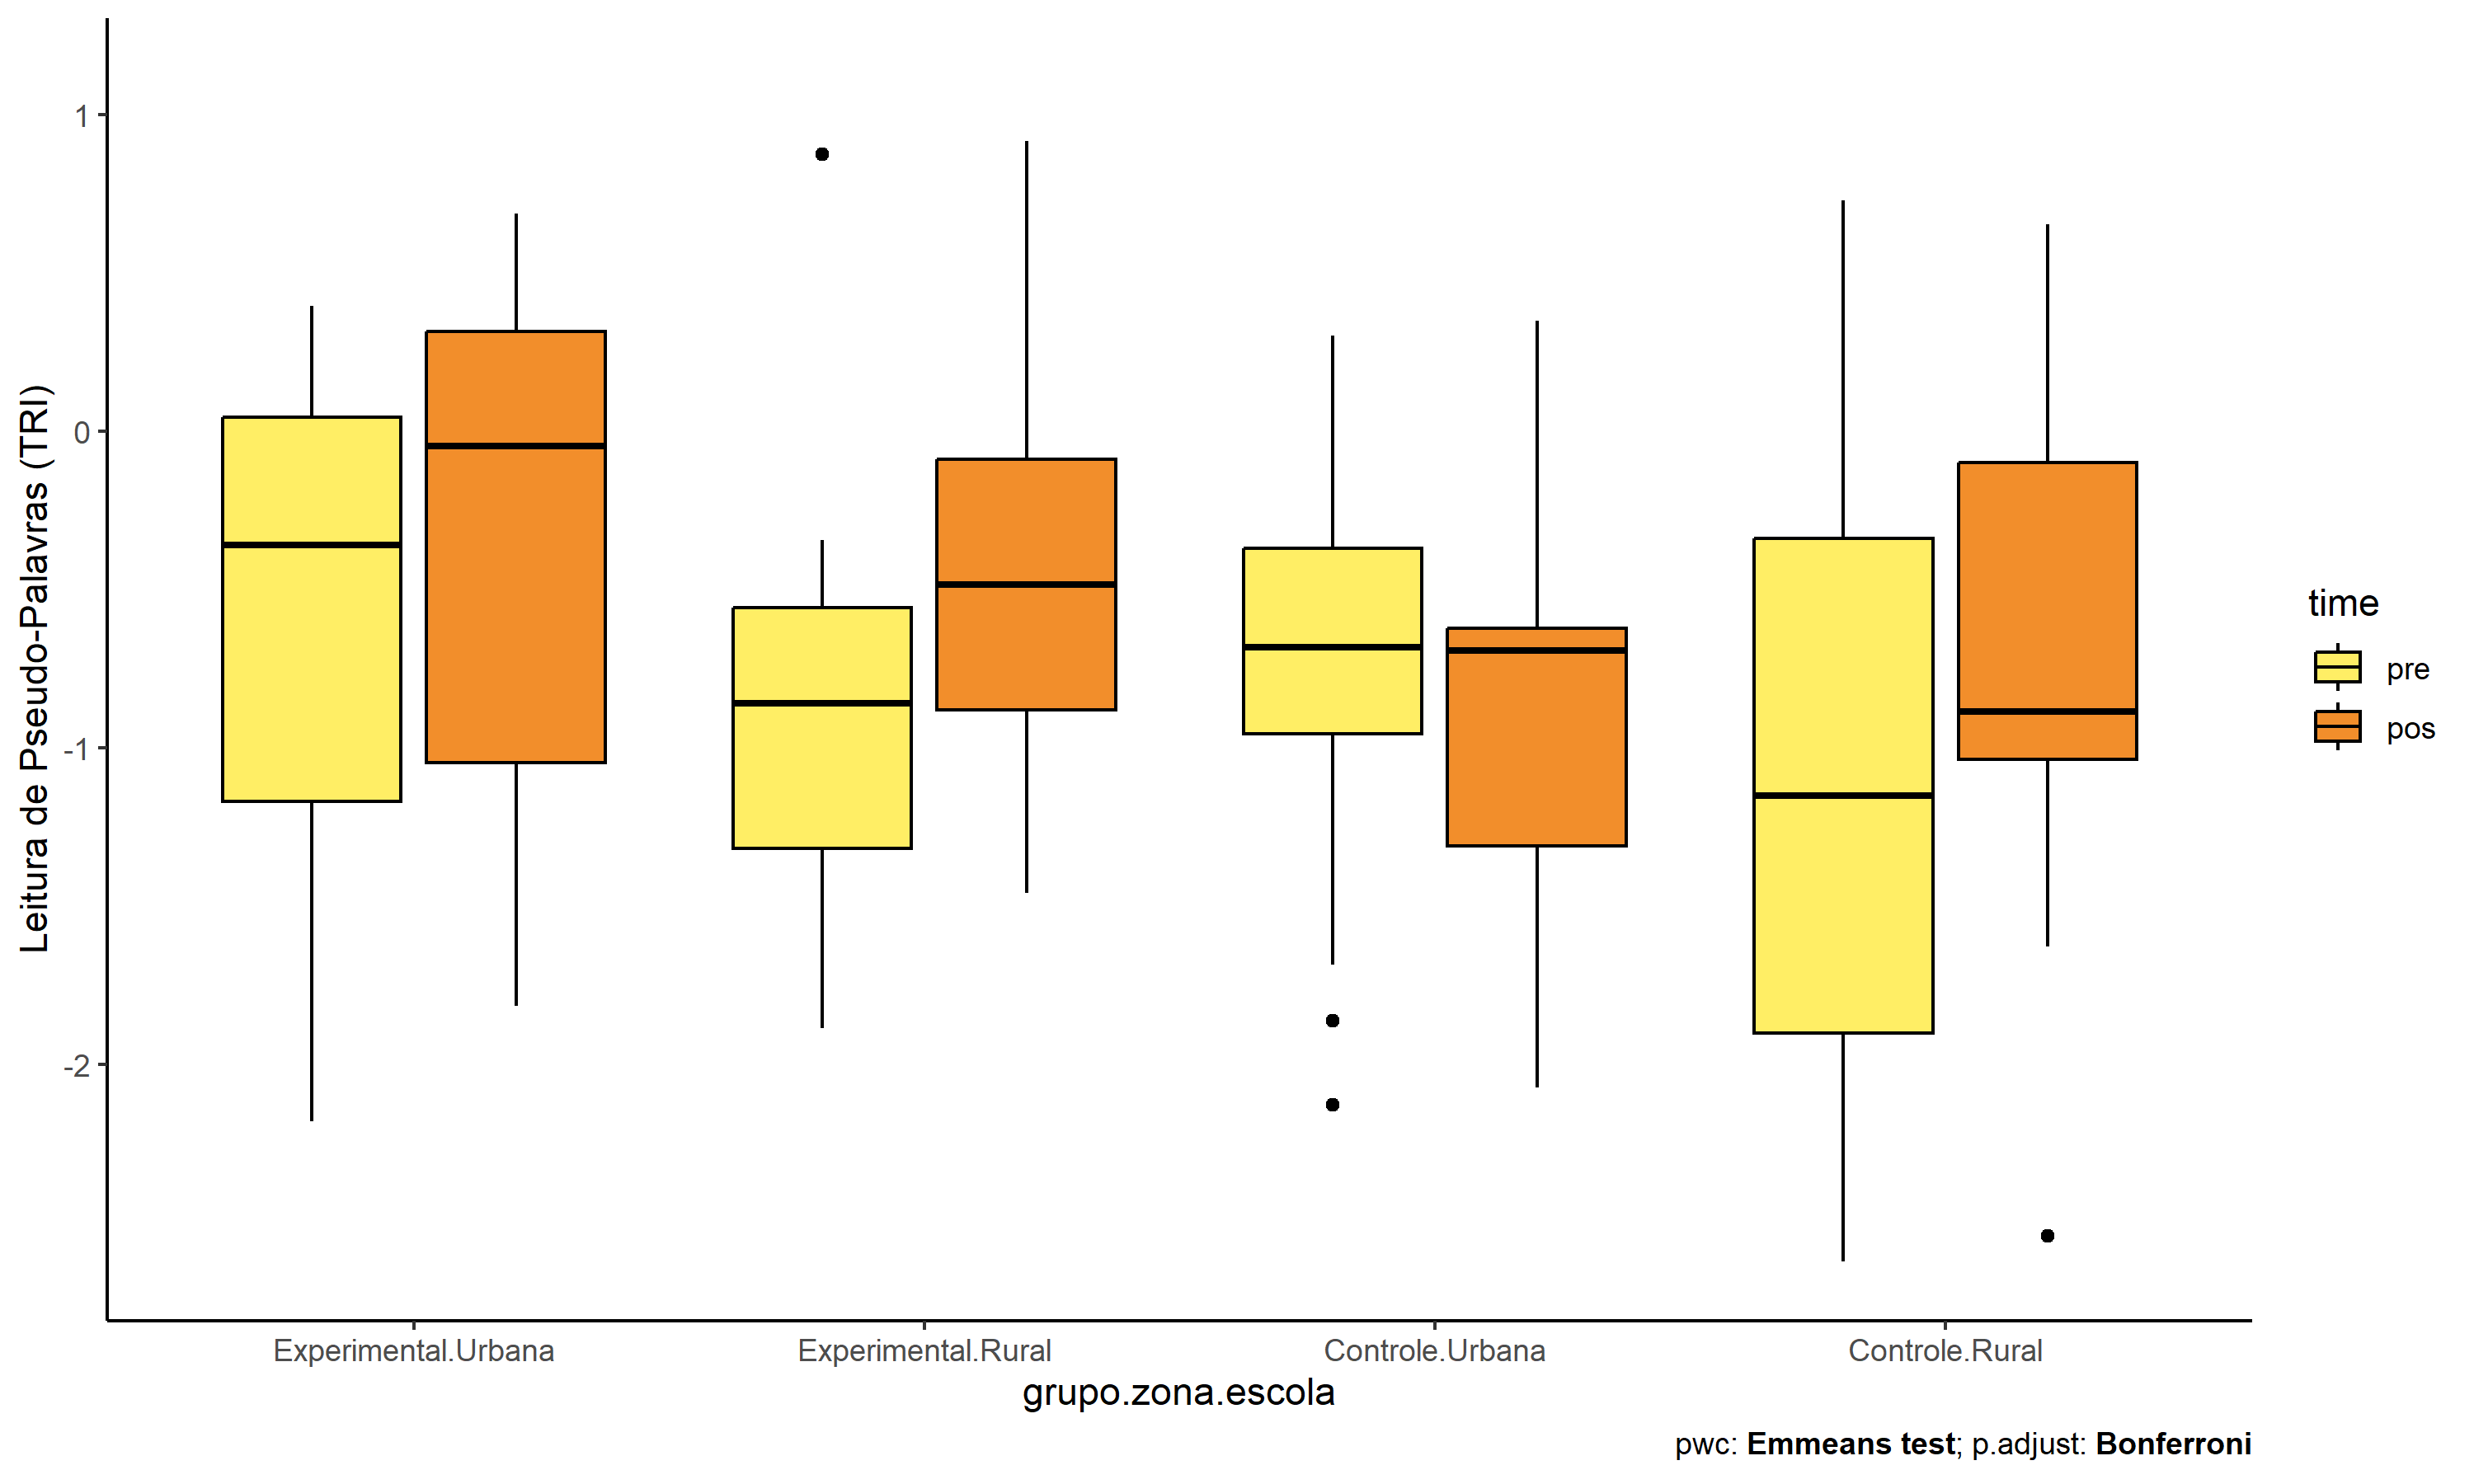 Leitura de Pseudo-Palavras (TRI)
1
0
-1
-2
Experimental.Urbana
Experimental.Rural
Controle.Urbana
Controle.Rural
grupo.zona.escola
time
pre
pos
pwc: Emmeans test; p.adjust: Bonferroni